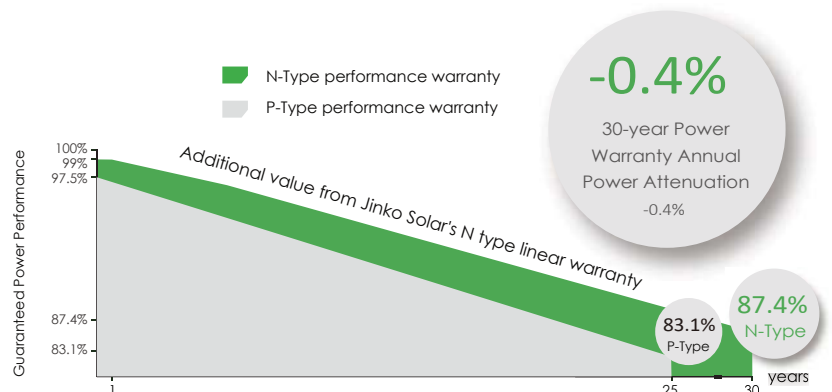 N-Type performance warranty
P-Type performance warranty
-0.4%
30-year Power
Warranty Annual
Power Attenuation
-0.4%
Guaranteed Power Performance
100%
99%
97.5%
87.4%
83.1%
Additional value from Jinko Solar's N type linear warranty
83.1%
P-Type
87.4%
N-Type
1
25
30
years